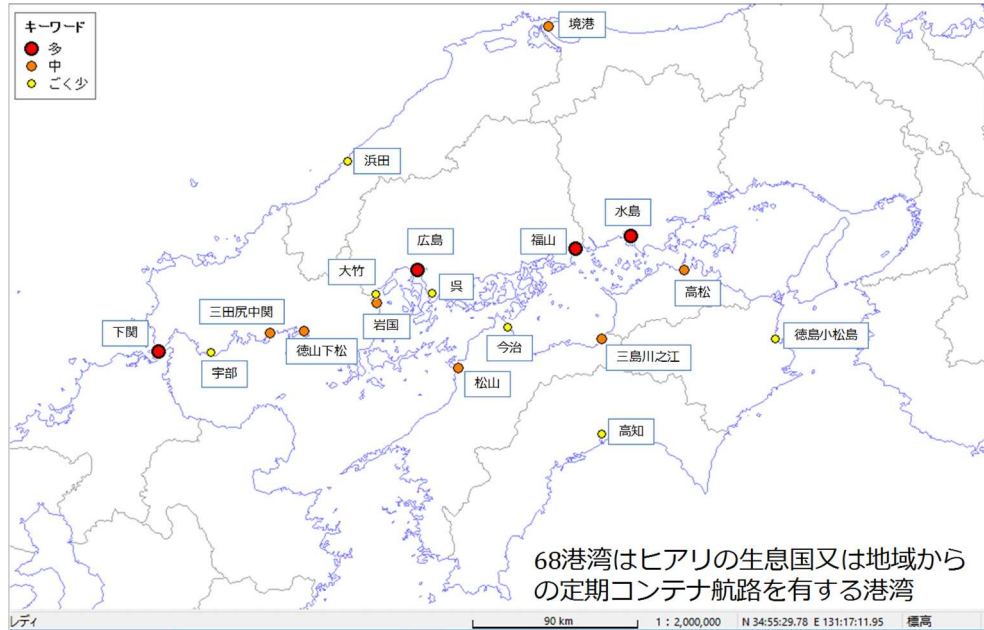 キーワード
多
中
ごく少
境港
浜田
水島
広島
福山
大竹
呉
高松
三田尻中関
岩国
下関
徳山下松
今治
徳島小松島
三島川之江
宇部
松山
高知
68港湾はヒアリの生息国又は地域から
の定期コンテナ航路を有する港湾
レディ
90 km
1 : 2,000,000
N 34:55:29.78 E 131:17:11.95
標高